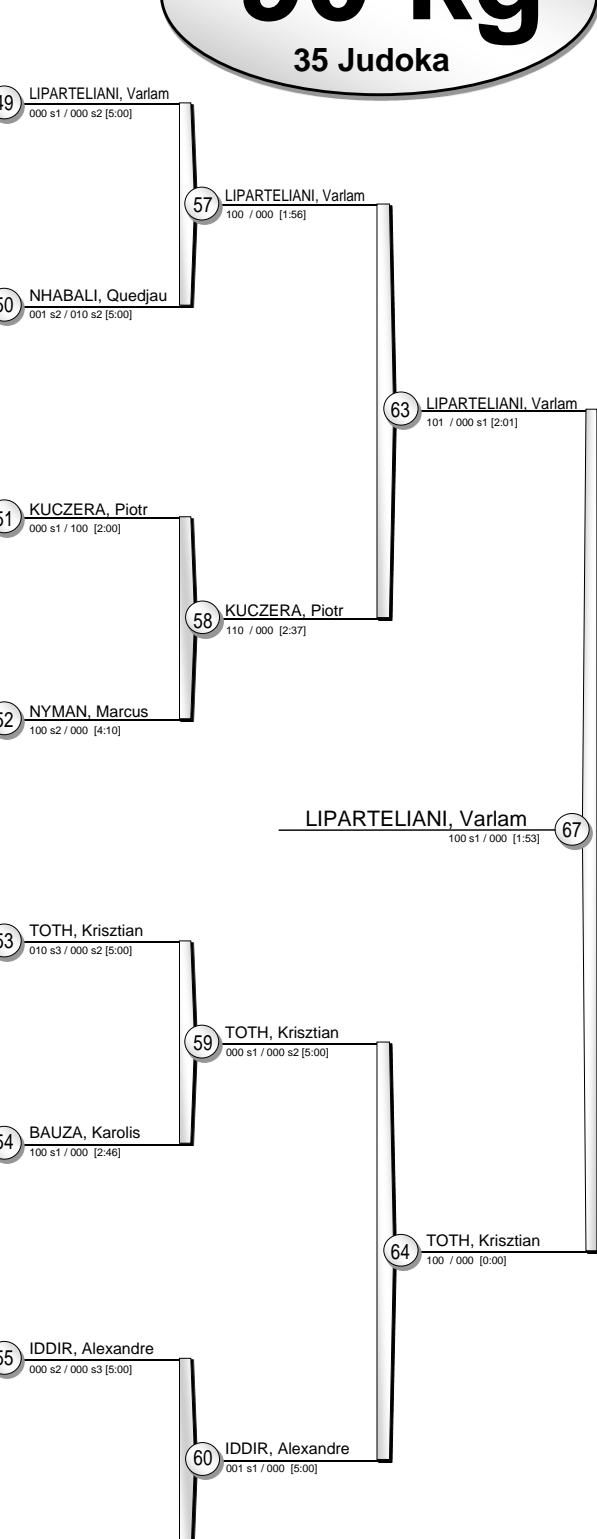 35 Judoka
49 LIPARTELIANI, Varlam
000 s1 / 000 s2 [5:00]
57 LIPARTELIANI, Varlam
100 / 000 [1:56]
50 NHABALI, Quedjau
001 s2 / 010 s2 [5:00]
63 LIPARTELIANI, Varlam
101 / 000 s1 [2:01]
51 KUCZERA, Piotr
000 s1 / 100 [2:00]
58 KUCZERA, Piotr
110 / 000 [2:37]
52 NYMAN, Marcus
100 s2 / 000 [4:10]
LIPARTELIANI, Varlam 67
100 s1 / 000 [1:53]
53 TOTH, Krisztian
010 s3 / 000 s2 [5:00]
59 TOTH, Krisztian
000 s1 / 000 s2 [5:00]
54 BAUZA, Karolis
100 s1 / 000 [2:46]
64 TOTH, Krisztian
100 / 000 [0:00]
55 IDDIR, Alexandre
000 s2 / 000 s3 [5:00]
60 IDDIR, Alexandre
001 s1 / 000 [5:00]